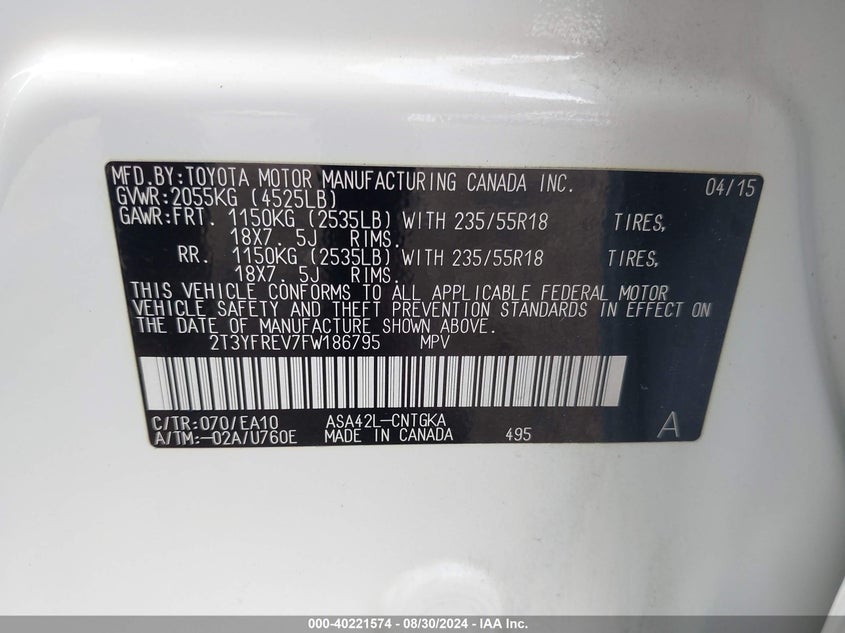 MFD.BY:TOYOTA MOTOR MANUFACTURING CANADA INC. 04/15
GVWR:2055KG (4525LB)
GAWR:FRT. 1150KG (2535LB) WITH 235/55R18 TIRES,
18X7. 5J RIMS.
RR. 1150KG (2535LB) WITH 235/55R18 TIRES,
18X7. 5J RIMS.
THIS VEHICLE CONFORMS TO ALL APPLICABLE FEDERAL MOTOR
VEHICLE SAFETY AND THEFT PREVENTION STANDARDS IN EFFECT ON
THE DATE OF MANUFACTURE SHOWN ABOVE.
2T3YFREV7FW186795 MPV
C/TR:070/EA10 ASA42L-CNTGKA
A/TM:-02A/U760E MADE IN CANADA 495 A
000-40221574 - 08/30/2024 - IAA Inc.